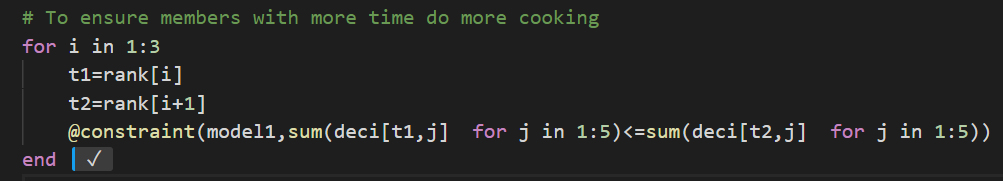 # To ensure members with more time do more cooking
for i in 1:3
    t1=rank[i]
    t2=rank[i+1]
    @constraint(model1,sum(deci[t1,j]  for j in 1:5)<=sum(deci[t2,j]  for j in 1:5))
end ✓